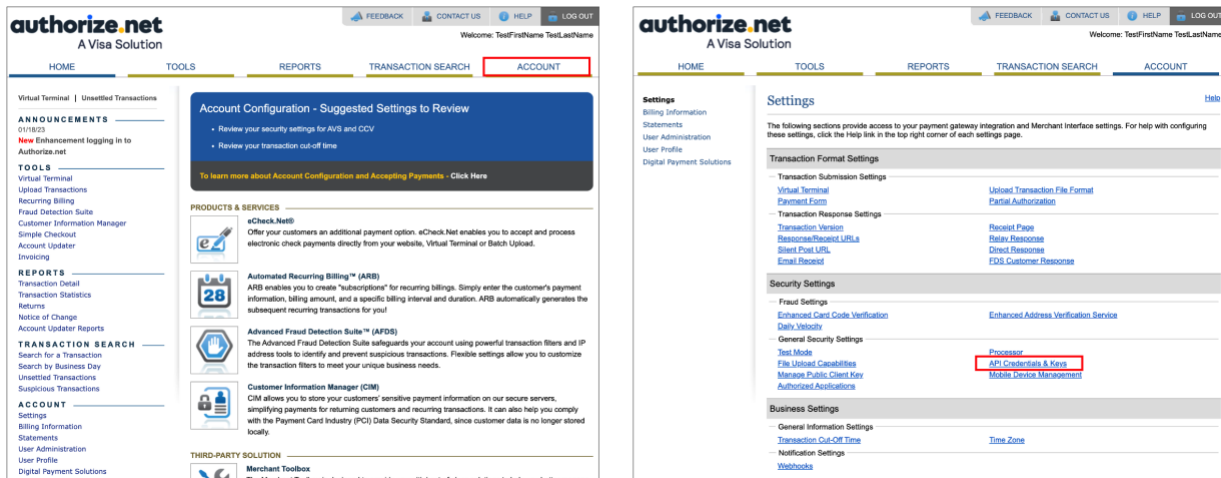 authorize.net
A Visa Solution
FEEDBACK CONTACT US HELP LOG OUT
Welcome: TestFirstName TestLastName
HOME TOOLS REPORTS TRANSACTION SEARCH ACCOUNT
Virtual Terminal | Unsettled Transactions
ANNOUNCEMENTS
01/18/23
New Enhancement logging in to
Authorize.net
TOOLS
Virtual Terminal
Upload Transactions
Recurring Billing
Fraud Detection Suite
Customer Information Manager
Simple Checkout
Account Updater
Invoicing
REPORTS
Transaction Detail
Transaction Statistics
Returns
Notice of Change
Account Updater Reports
TRANSACTION SEARCH
Search for a Transaction
Search by Business Day
Unsettled Transactions
Suspicious Transactions
ACCOUNT
Settings
Billing Information
Statements
User Administration
User Profile
Digital Payment Solutions
Account Configuration - Suggested Settings to Review
• Review your security settings for AVS and CCV
• Review your transaction cut-off time
To learn more about Account Configuration and Accepting Payments - Click Here
PRODUCTS & SERVICES
eCheck.Net®
Offer your customers an additional payment option. eCheck.Net enables you to accept and process
electronic check payments directly from your website, Virtual Terminal or Batch Upload.
28
Automated Recurring Billing™ (ARB)
ARB enables you to create "subscriptions" for recurring billings. Simply enter the customer's payment
information, billing amount, and a specific billing interval and duration. ARB automatically generates the
subsequent recurring transactions for you!
Advanced Fraud Detection Suite™ (AFDS)
The Advanced Fraud Detection Suite safeguards your account using powerful transaction filters and IP
address tools to identify and prevent suspicious transactions. Flexible settings allow you to customize
the transaction filters to meet your unique business needs.
Customer Information Manager (CIM)
CIM allows you to store your customers' sensitive payment information on our secure servers,
simplifying payments for returning customers and recurring transactions. It can also help you comply
with the Payment Card Industry (PCI) Data Security Standard, since customer data is no longer stored
locally.
THIRD-PARTY SOLUTION
Merchant Toolbox
authorize.net
A Visa Solution
FEEDBACK CONTACT US HELP LOG OUT
Welcome: TestFirstName TestLastName
HOME TOOLS REPORTS TRANSACTION SEARCH ACCOUNT
Settings
Billing Information
Statements
User Administration
User Profile
Digital Payment Solutions
Settings Help
The following sections provide access to your payment gateway integration and Merchant Interface settings. For help with configuring
these settings, click the Help link in the top right corner of each settings page.
Transaction Format Settings
Transaction Submission Settings
Virtual Terminal Upload Transaction File Format
Payment Form Partial Authorization
Transaction Response Settings
Transaction Version Receipt Page
Response/Receipt URLs Relay Response
Silent Post URL Direct Response
Email Receipt FDS Customer Response
Security Settings
Fraud Settings
Enhanced Card Code Verification Enhanced Address Verification Service
Daily Velocity
General Security Settings
Test Mode Processor
File Upload Capabilities API Credentials & Keys
Manage Public Client Key Mobile Device Management
Authorized Applications
Business Settings
General Information Settings
Transaction Cut-Off Time Time Zone
Notification Settings
Webhooks